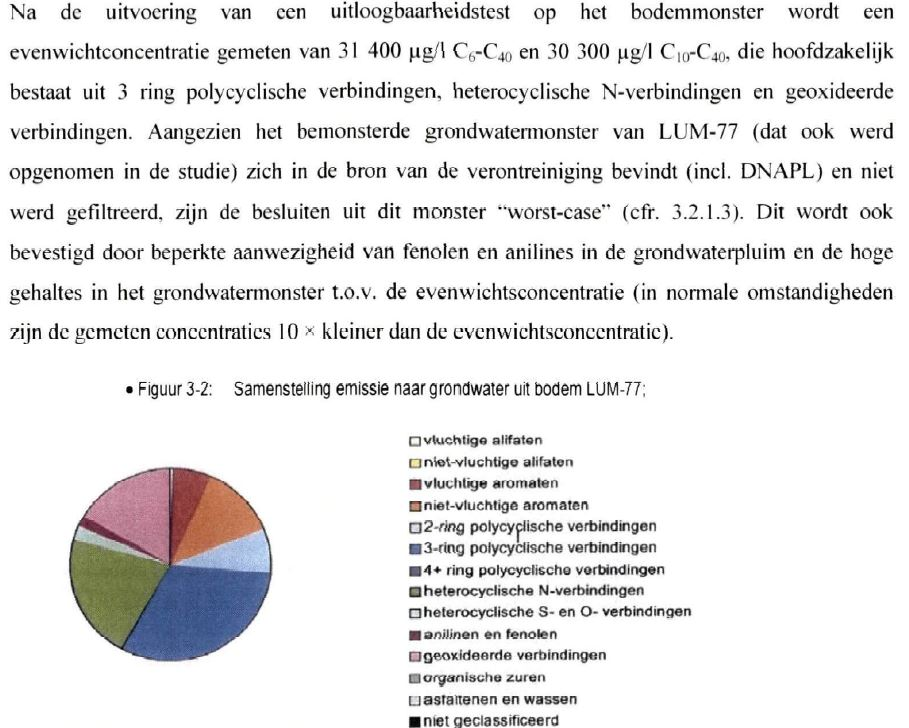 Na de uitvoering van een uitloogbaarheidstest op het bodemmonster wordt een
evenwichtconcentratie gemeten van 31 400 µg/l C₆-C₄₀ en 30 300 µg/l C₁₀-C₄₀, die hoofdzakelijk
bestaat uit 3 ring polycyclische verbindingen, heterocyclische N-verbindingen en geoxideerde
verbindingen. Aangezien het bemonsterde grondwatermonster van LUM-77 (dat ook werd
opgenomen in de studie) zich in de bron van de verontreiniging bevindt (incl. DNAPL) en niet
werd gefiltreerd, zijn de besluiten uit dit monster “worst-case” (cfr. 3.2.1.3). Dit wordt ook
bevestigd door beperkte aanwezigheid van fenolen en anilines in de grondwaterpluim en de hoge
gehaltes in het grondwatermonster t.o.v. de evenwichtsconcentratie (in normale omstandigheden
zijn de gemeten concentraties 10 × kleiner dan de evenwichtsconcentratie).
• Figuur 3-2: Samenstelling emissie naar grondwater uit bodem LUM-77;
vluchtige alifaten
niet-vluchtige alifaten
vluchtige aromaten
niet-vluchtige aromaten
2-ring polycyclische verbindingen
3-ring polycyclische verbindingen
4+ ring polycyclische verbindingen
heterocyclische N-verbindingen
heterocyclische S- en O- verbindingen
anilinen en fenolen
geoxideerde verbindingen
organische zuren
asfaltenen en wassen
niet geclassificeerd